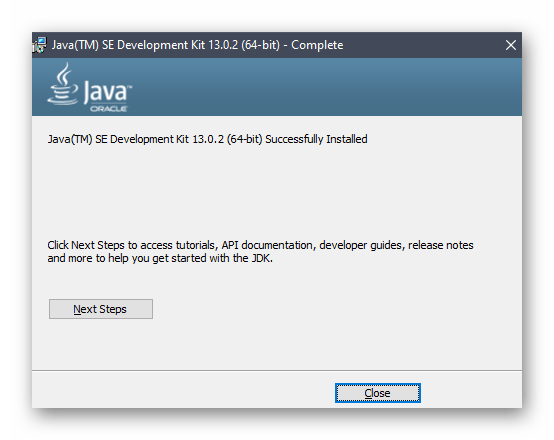 Java(TM) SE Development Kit 13.0.2 (64-bit) - Complete
Java™
ORACLE
Java(TM) SE Development Kit 13.0.2 (64-bit) Successfully Installed
Click Next Steps to access tutorials, API documentation, developer guides, release notes
and more to help you get started with the JDK.
Next Steps
Close